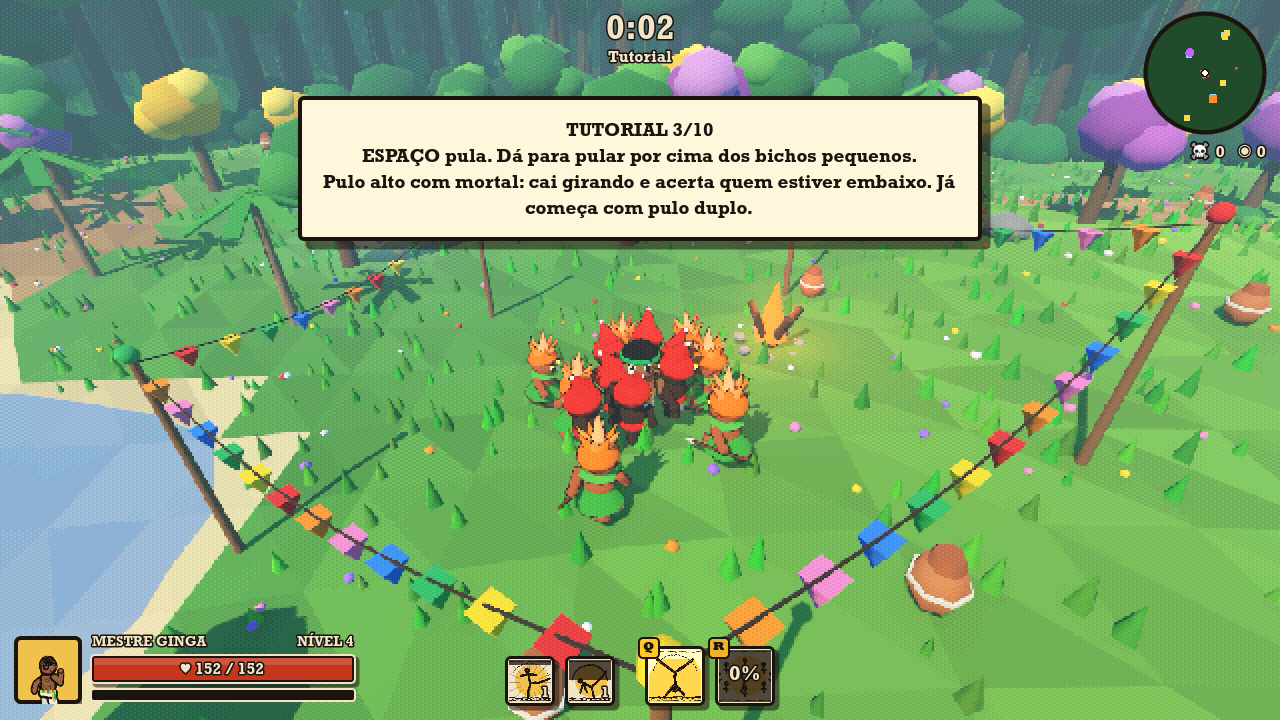 0:02
Tutorial
TUTORIAL 3/10
ESPAÇO pula. Dá para pular por cima dos bichos pequenos.
Pulo alto com mortal: cai girando e acerta quem estiver embaixo. Já
começa com pulo duplo.
0 0
MESTRE GINGA NÍVEL 4
152 / 152
1
1
Q
R
0%